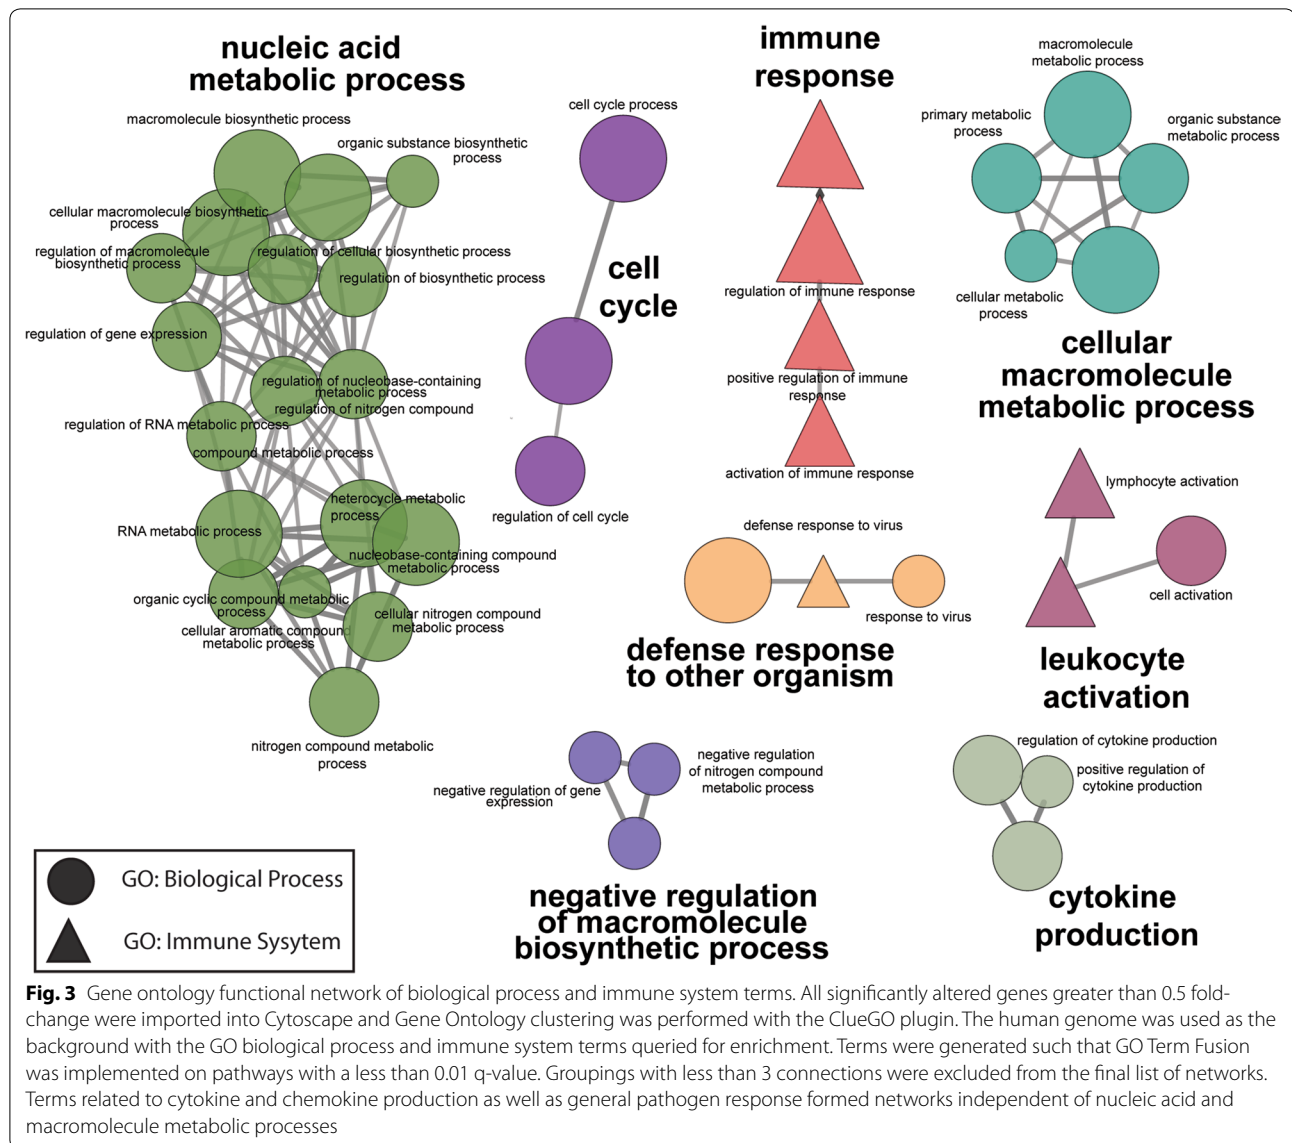 nucleic acid
metabolic process
macromolecule biosynthetic process
organic substance biosynthetic
process
cellular macromolecule biosynthetic
process
regulation of macromolecule
biosynthetic process
regulation of cellular biosynthetic process
regulation of biosynthetic process
regulation of gene expression
regulation of nucleobase-containing
metabolic process
regulation of nitrogen compound
regulation of RNA metabolic process
compound metabolic process
heterocycle metabolic
process
RNA metabolic process
nucleobase-containing compound
metabolic process
organic cyclic compound metabolic
process
cellular nitrogen compound
metabolic process
cellular aromatic compound
metabolic process
nitrogen compound metabolic
process
cell cycle process
cell
cycle
regulation of cell cycle
immune
response
regulation of immune response
positive regulation of immune
response
activation of immune response
macromolecule
metabolic process
primary metabolic
process
organic substance
metabolic process
cellular metabolic
process
cellular
macromolecule
metabolic process
lymphocyte activation
cell activation
leukocyte
activation
defense response to virus
response to virus
defense response
to other organism
negative regulation
of nitrogen compound
metabolic process
negative regulation of gene
expression
negative regulation
of macromolecule
biosynthetic process
regulation of cytokine production
positive regulation of
cytokine production
cytokine
production
GO: Biological Process
GO: Immune Sysytem
Fig. 3 Gene ontology functional network of biological process and immune system terms. All significantly altered genes greater than 0.5 fold-
change were imported into Cytoscape and Gene Ontology clustering was performed with the ClueGO plugin. The human genome was used as the
background with the GO biological process and immune system terms queried for enrichment. Terms were generated such that GO Term Fusion
was implemented on pathways with a less than 0.01 q-value. Groupings with less than 3 connections were excluded from the final list of networks.
Terms related to cytokine and chemokine production as well as general pathogen response formed networks independent of nucleic acid and
macromolecule metabolic processes